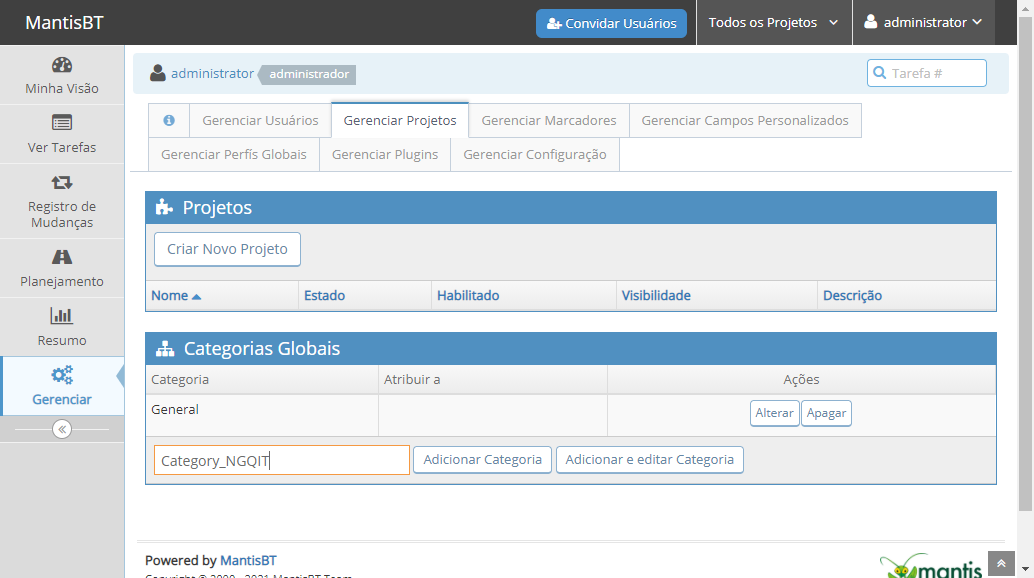 MantisBT
Convidar Usuários
Todos os Projetos
administrator
Minha Visão
Ver Tarefas
Registro de
Mudanças
Planejamento
Resumo
Gerenciar
administrator administrador
Tarefa #
Gerenciar Usuários Gerenciar Projetos Gerenciar Marcadores Gerenciar Campos Personalizados
Gerenciar Perfís Globais Gerenciar Plugins Gerenciar Configuração
Projetos
Criar Novo Projeto
Nome Estado Habilitado Visibilidade Descrição
Categorias Globais
Categoria Atribuir a Ações
General Alterar Apagar
Category_NGQIT Adicionar Categoria Adicionar e editar Categoria
Powered by MantisBT
Copyright © 2000 - 2021 MantisBT Team
mantis